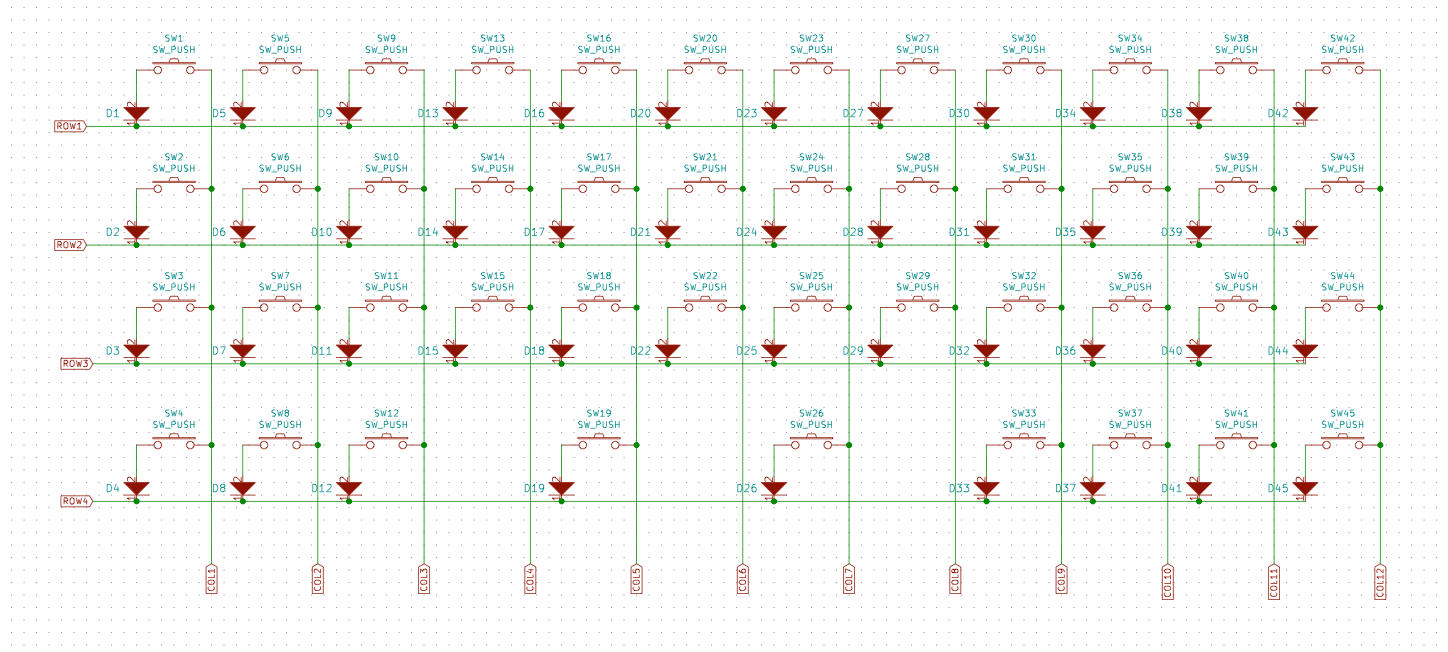 SW1 SW5 SW9 SW13 SW16 SW20 SW23 SW27 SW30 SW34 SW38 SW42
SW_PUSH SW_PUSH SW_PUSH SW_PUSH SW_PUSH SW_PUSH SW_PUSH SW_PUSH SW_PUSH SW_PUSH SW_PUSH SW_PUSH
D1 D5 D9 D13 D16 D20 D23 D27 D30 D34 D38 D42
ROW1
SW2 SW6 SW10 SW14 SW17 SW21 SW24 SW28 SW31 SW35 SW39 SW43
SW_PUSH SW_PUSH SW_PUSH SW_PUSH SW_PUSH SW_PUSH SW_PUSH SW_PUSH SW_PUSH SW_PUSH SW_PUSH SW_PUSH
D2 D6 D10 D14 D17 D21 D24 D28 D31 D35 D39 D43
ROW2
SW3 SW7 SW11 SW15 SW18 SW22 SW25 SW29 SW32 SW36 SW40 SW44
SW_PUSH SW_PUSH SW_PUSH SW_PUSH SW_PUSH SW_PUSH SW_PUSH SW_PUSH SW_PUSH SW_PUSH SW_PUSH SW_PUSH
D3 D7 D11 D15 D18 D22 D25 D29 D32 D36 D40 D44
ROW3
SW4 SW8 SW12 SW19 SW26 SW33 SW37 SW41 SW45
SW_PUSH SW_PUSH SW_PUSH SW_PUSH SW_PUSH SW_PUSH SW_PUSH SW_PUSH SW_PUSH
D4 D8 D12 D19 D26 D33 D37 D41 D45
ROW4
COL1 COL2 COL3 COL4 COL5 COL6 COL7 COL8 COL9 COL10 COL11 COL12